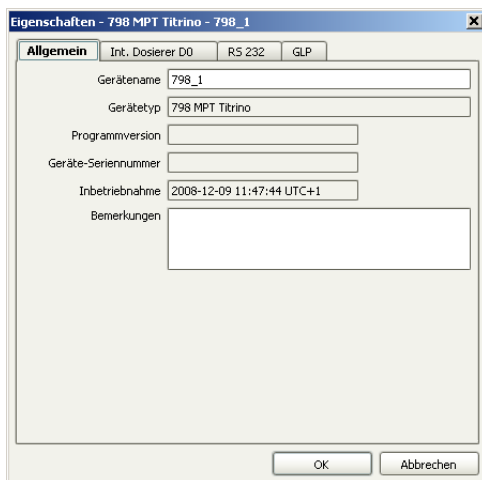 Eigenschaften - 798 MPT Titrino - 798_1
Allgemein Int. Dosierer D0 RS 232 GLP
Gerätename 798_1
Gerätetyp 798 MPT Titrino
Programmversion
Geräte-Seriennummer
Inbetriebnahme 2008-12-09 11:47:44 UTC+1
Bemerkungen
OK Abbrechen